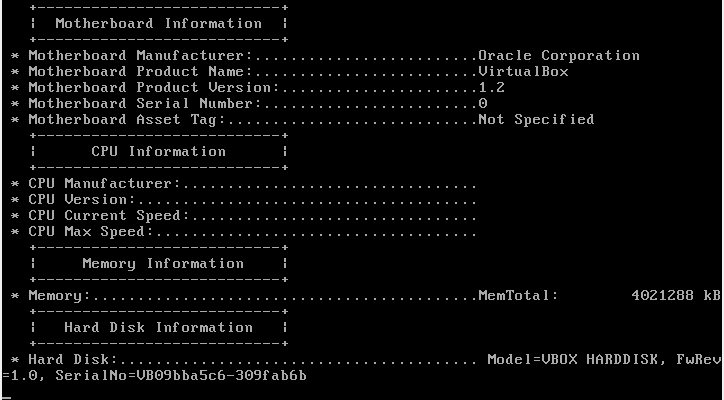 +---------------------------+
| Motherboard Information |
+---------------------------+
* Motherboard Manufacturer:.........................Oracle Corporation
* Motherboard Product Name:.........................VirtualBox
* Motherboard Product Version:......................1.2
* Motherboard Serial Number:........................0
* Motherboard Asset Tag:............................Not Specified
+---------------------------+
| CPU Information |
+---------------------------+
* CPU Manufacturer:.................................
* CPU Version:......................................
* CPU Current Speed:................................
* CPU Max Speed:....................................
+---------------------------+
| Memory Information |
+---------------------------+
* Memory:...........................................MemTotal: 4021288 kB
+---------------------------+
| Hard Disk Information |
+---------------------------+
* Hard Disk:........................................ Model=VBOX HARDDISK, FwRev
=1.0, SerialNo=VB09bba5c6-309fab6b
_